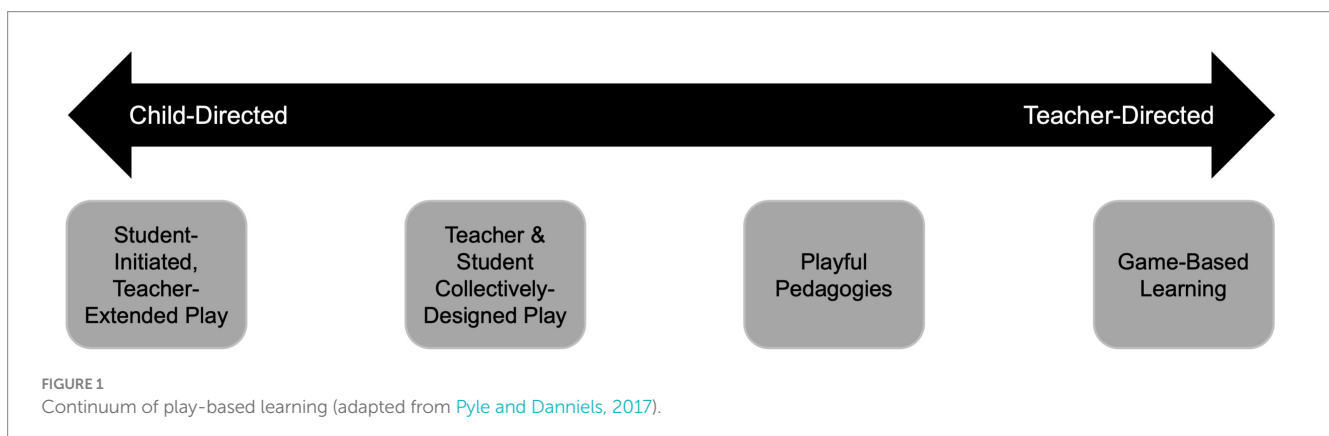 Child-Directed
Teacher-Directed
Student-
Initiated,
Teacher-
Extended Play
Teacher &
Student
Collectively-
Designed Play
Playful
Pedagogies
Game-Based
Learning
FIGURE 1
Continuum of play-based learning (adapted from Pyle and Danniels, 2017).